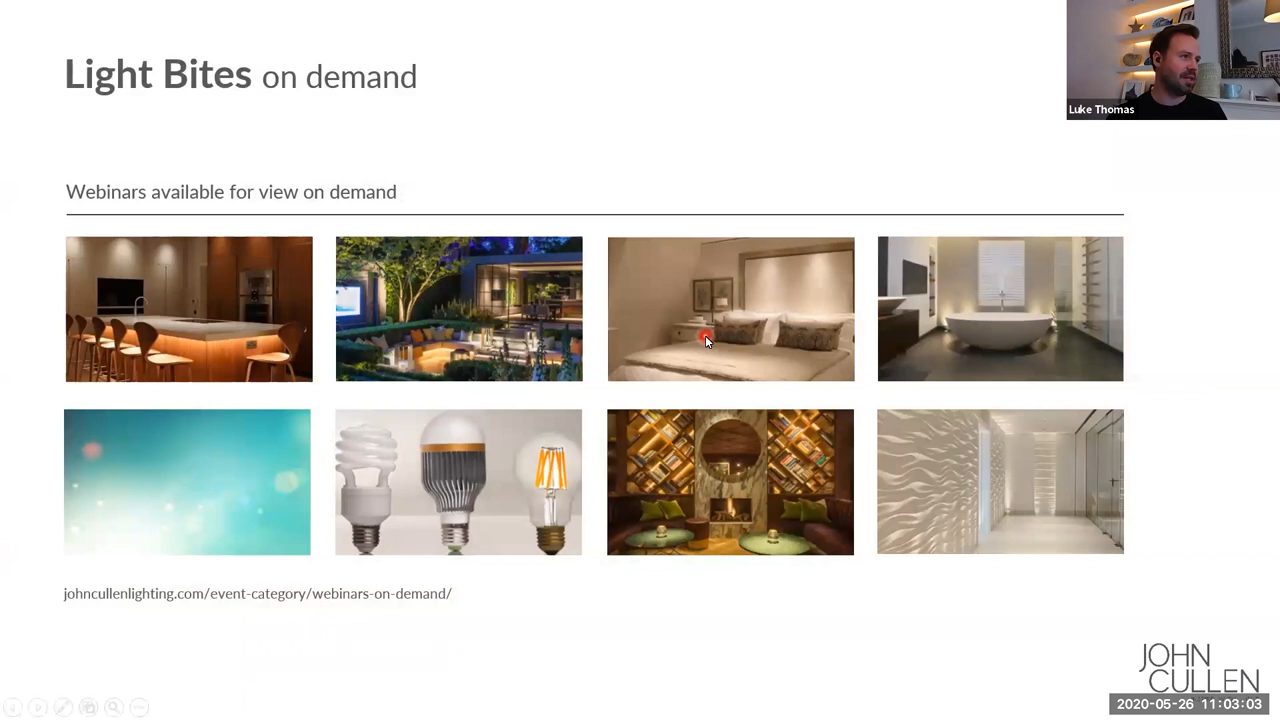 Light Bites on demand
Luke Thomas
Webinars available for view on demand
johncullenlighting.com/event-category/webinars-on-demand/
JOHN
CULLEN
2020-05-26 11:03:03